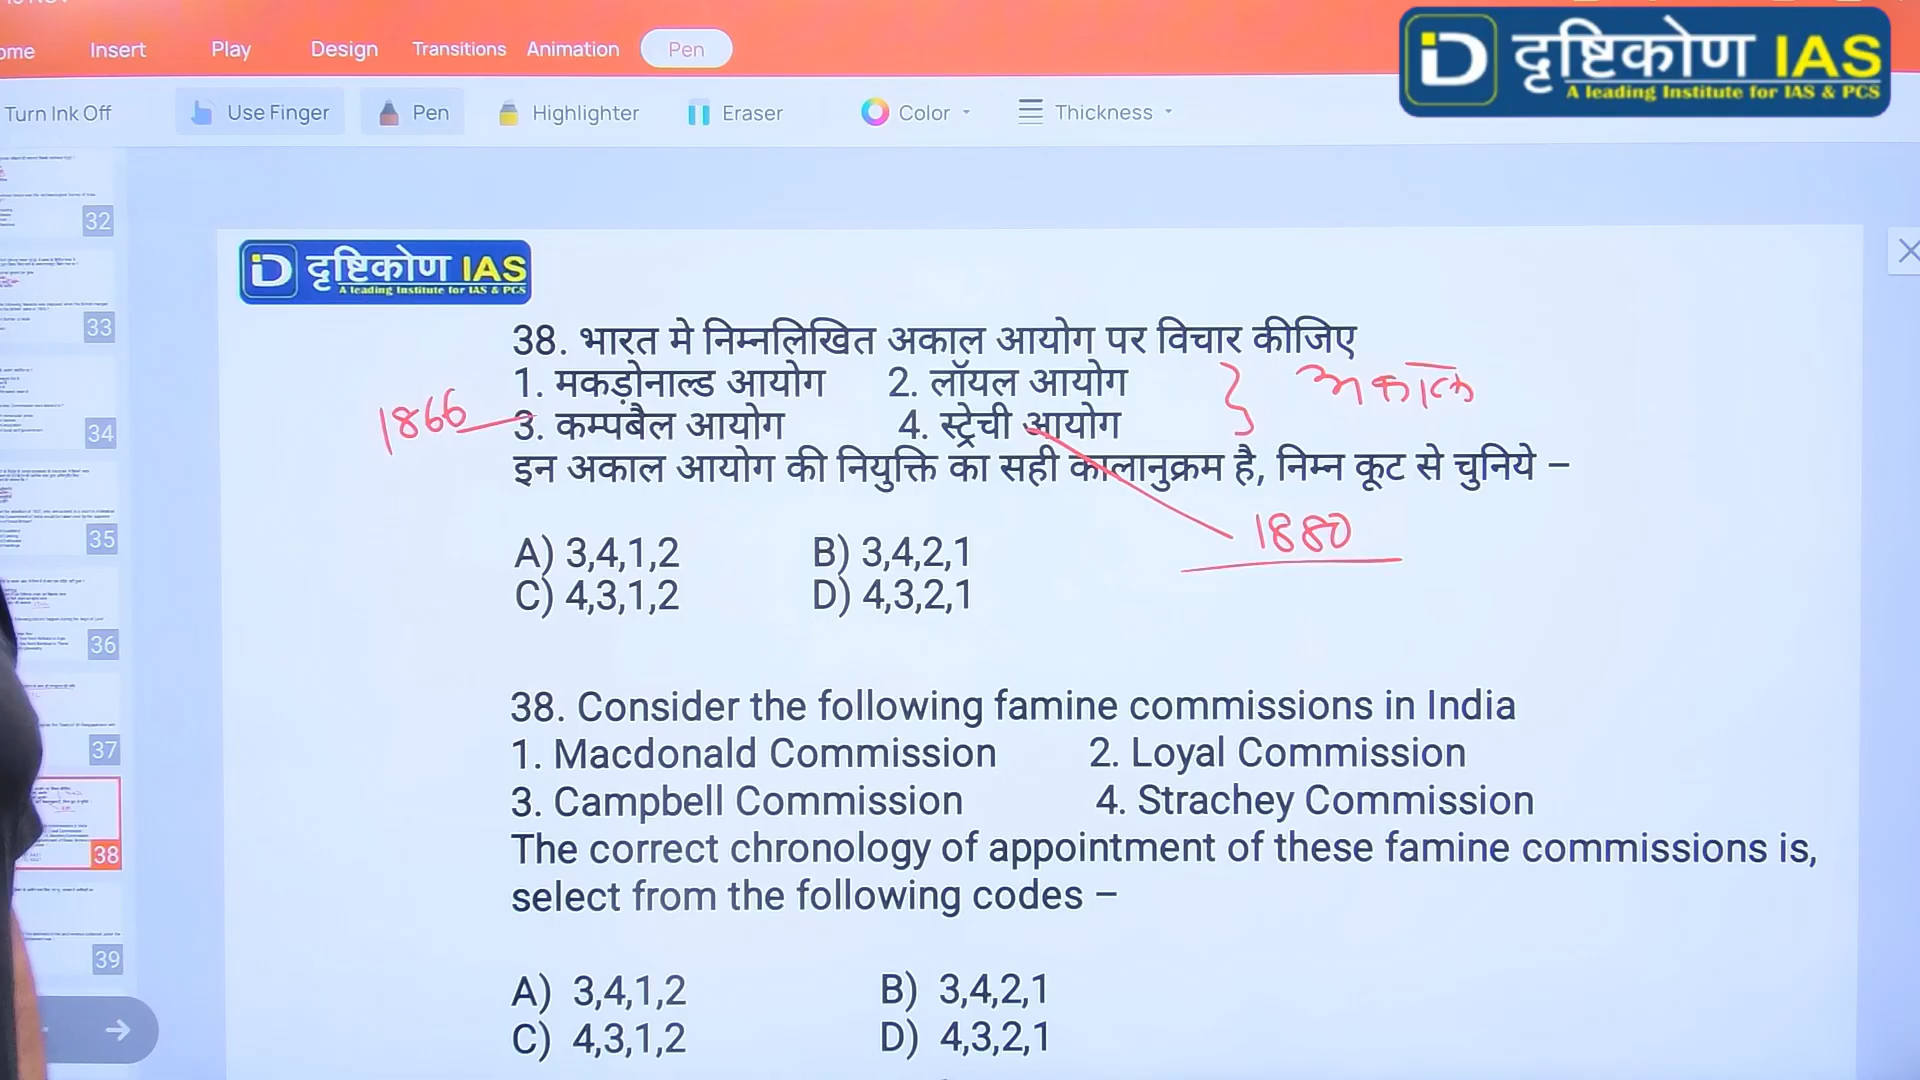 Insert Play Design Transitions Animation Pen
दृष्टिकोण IAS
A leading Institute for IAS & PCS
Turn Ink Off Use Finger Pen Highlighter Eraser Color Thickness
32
33
34
35
36
37
38
39
दृष्टिकोण IAS
A leading Institute for IAS & PCS
38. भारत मे निम्नलिखित अकाल आयोग पर विचार कीजिए
1. मकड़ोनाल्ड आयोग 2. लॉयल आयोग
अकाल
1866
3. कम्पबैल आयोग 4. स्ट्रेची आयोग
इन अकाल आयोग की नियुक्ति का सही कालानुक्रम है, निम्न कूट से चुनिये –
1880
A) 3,4,1,2 B) 3,4,2,1
C) 4,3,1,2 D) 4,3,2,1
38. Consider the following famine commissions in India
1. Macdonald Commission 2. Loyal Commission
3. Campbell Commission 4. Strachey Commission
The correct chronology of appointment of these famine commissions is,
select from the following codes –
A) 3,4,1,2 B) 3,4,2,1
C) 4,3,1,2 D) 4,3,2,1